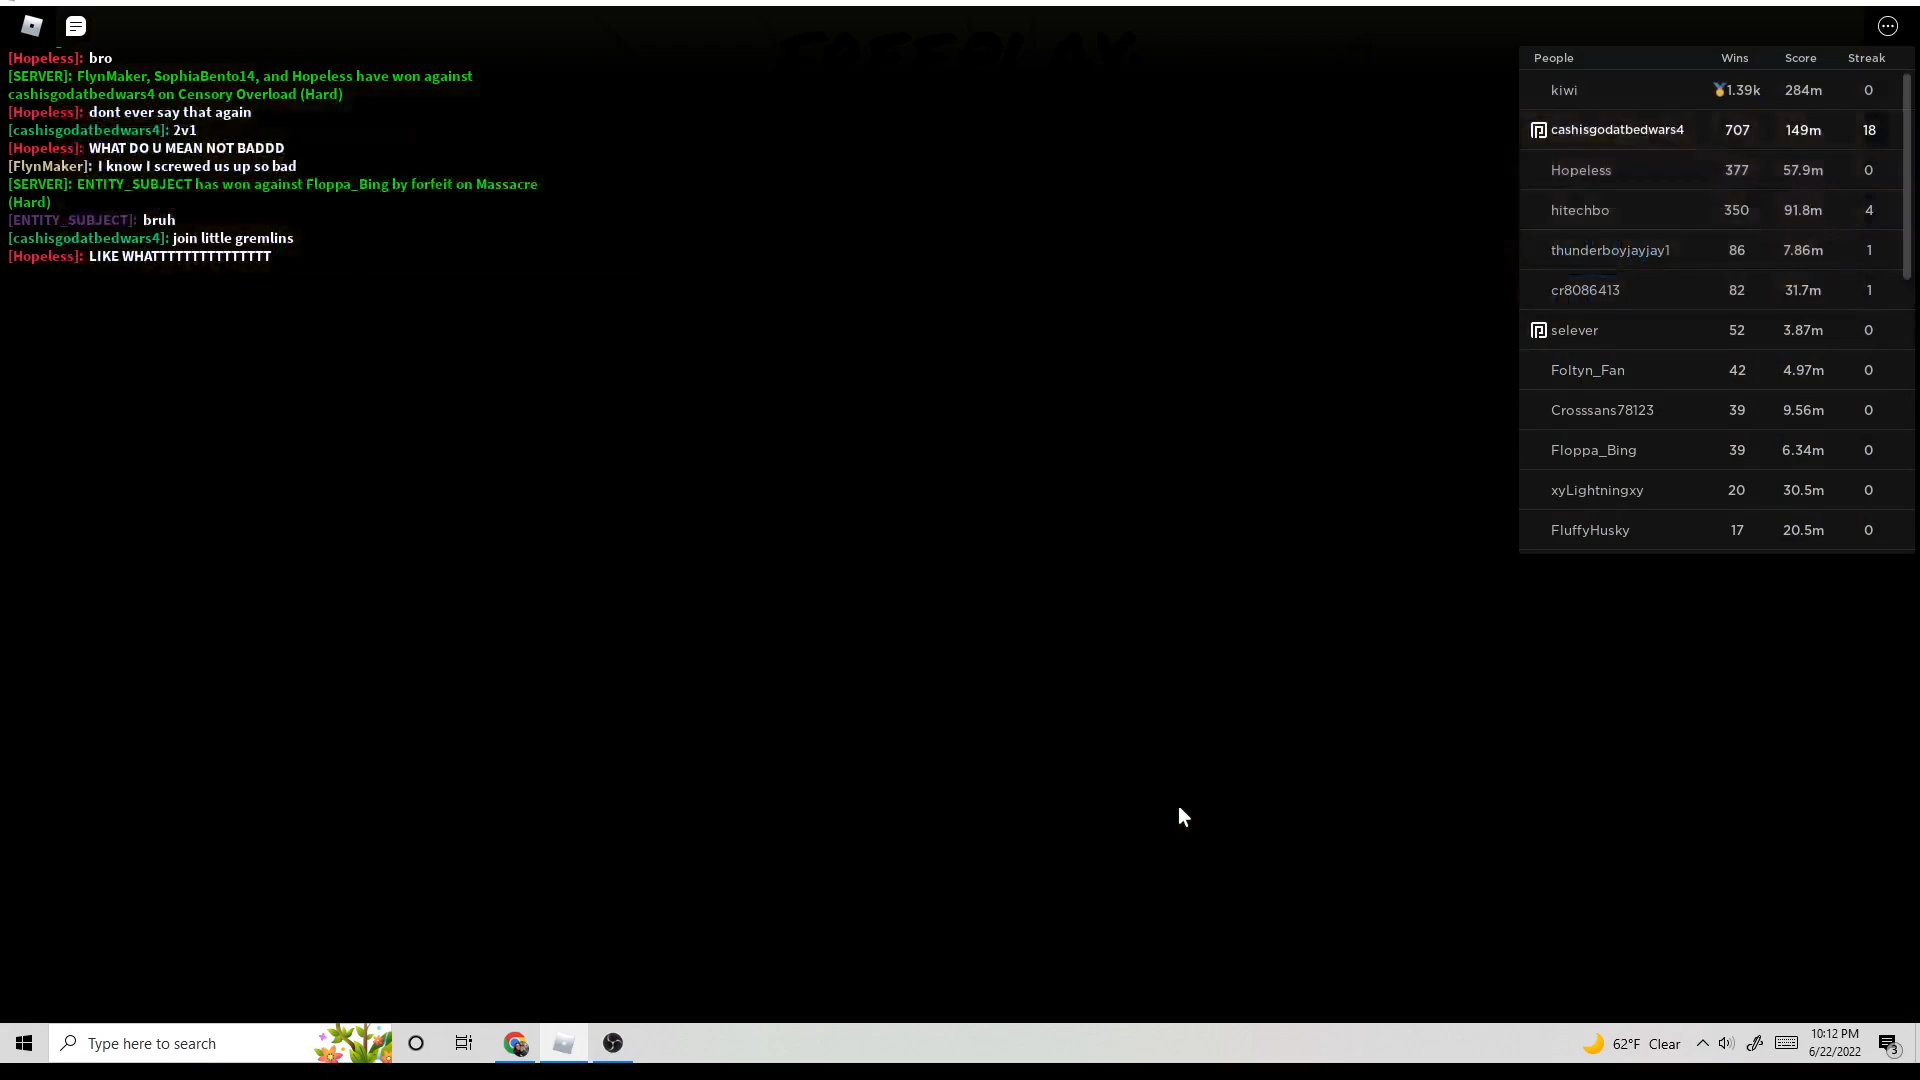 FREEPLAY.
[Hopeless]: bro
[SERVER]: FlynMaker, SophiaBento14, and Hopeless have won against
cashisgodatbedwars4 on Censory Overload (Hard)
[Hopeless]: dont ever say that again
[cashisgodatbedwars4]: 2v1
[Hopeless]: WHAT DO U MEAN NOT BADDD
[FlynMaker]: I know I screwed us up so bad
[SERVER]: ENTITY_SUBJECT has won against Floppa_Bing by forfeit on Massacre
(Hard)
[ENTITY_SUBJECT]: bruh
[cashisgodatbedwars4]: join little gremlins
[Hopeless]: LIKE WHATTTTTTTTTTTTTT
People Wins Score Streak
kiwi 1.39k 284m 0
cashisgodatbedwars4 707 149m 18
Hopeless 377 57.9m 0
hitechbo 350 91.8m 4
thunderboyjayjay1 86 7.86m 1
cr8086413 82 31.7m 1
selever 52 3.87m 0
Foltyn_Fan 42 4.97m 0
Crosssans78123 39 9.56m 0
Floppa_Bing 39 6.34m 0
xyLightningxy 20 30.5m 0
FluffyHusky 17 20.5m 0
Type here to search
62°F Clear
10:12 PM
6/22/2022
3